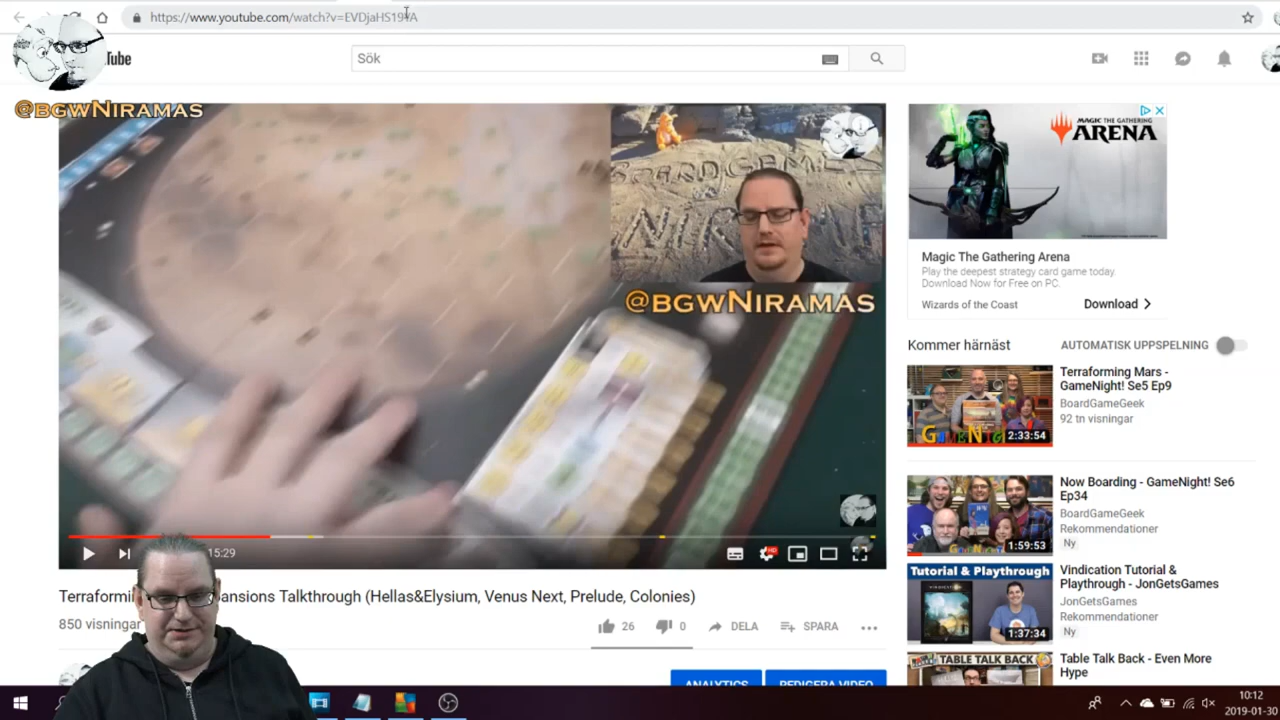 https://www.youtube.com/watch?v=EVDjaHS19VA
Tube
Sök
@BGWNIRAMAS
BOARDGAMES
@BGWNIRAMAS
15:29
MAGIC THE GATHERING
ARENA
Magic The Gathering Arena
Play the deepest strategy card game today.
Download Now for Free on PC.
Wizards of the Coast
Download
Kommer härnäst
AUTOMATISK UPPSPELNING
Terraforming Mars -
GameNight! Se5 Ep9
BoardGameGeek
92 tn visningar
2:33:54
Now Boarding - GameNight! Se6
Ep34
BoardGameGeek
Rekommendationer
Ny
1:59:53
Tutorial & Playthrough
Vindication Tutorial &
Playthrough - JonGetsGames
JonGetsGames
Rekommendationer
Ny
1:37:34
TABLE TALK BACK
Table Talk Back - Even More
Hype
Terraformi
Talkthrough (Hellas&Elysium, Venus Next, Prelude, Colonies)
850 visningar
26
0
DELA
SPARA
ANALYTICS
REDIGERA VIDEO
10:12
2019-01-30